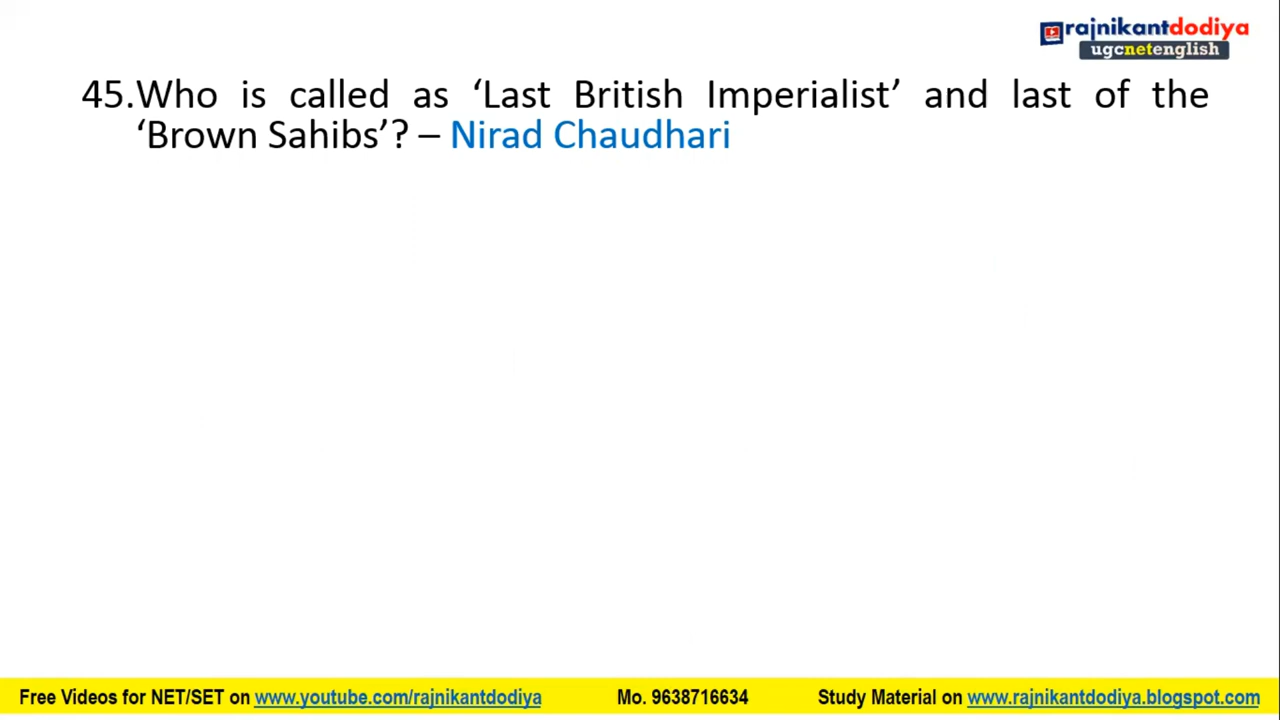 rajnikantdodiya
ugcnetenglish
45.Who is called as ‘Last British Imperialist’ and last of the
‘Brown Sahibs’? – Nirad Chaudhari
Free Videos for NET/SET on www.youtube.com/rajnikantdodiya Mo. 9638716634 Study Material on www.rajnikantdodiya.blogspot.com